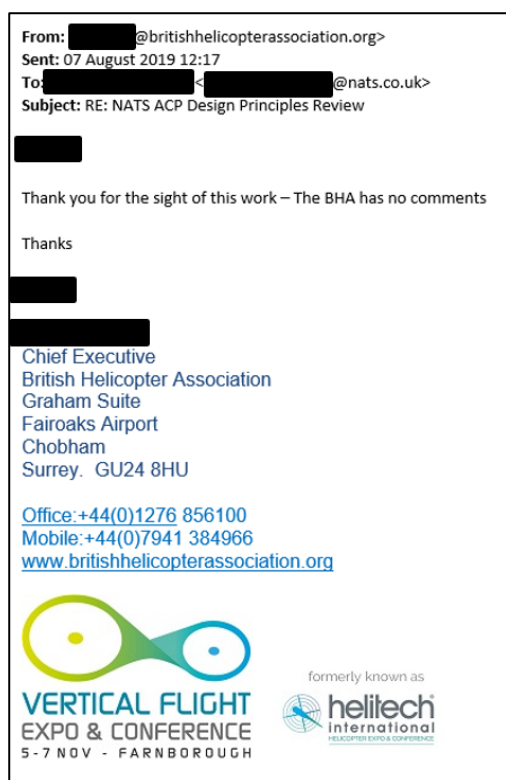 From: @britishhelicopterassociation.org>
Sent: 07 August 2019 12:17
To: < @nats.co.uk>
Subject: RE: NATS ACP Design Principles Review
Thank you for the sight of this work – The BHA has no comments
Thanks
Chief Executive
British Helicopter Association
Graham Suite
Fairoaks Airport
Chobham
Surrey. GU24 8HU
Office:+44(0)1276 856100
Mobile:+44(0)7941 384966
www.britishhelicopterassociation.org
VERTICAL FLIGHT
EXPO & CONFERENCE
5-7 NOV - FARNBOROUGH
formerly known as
helitech
international
HELICOPTER EXPO & CONFERENCE